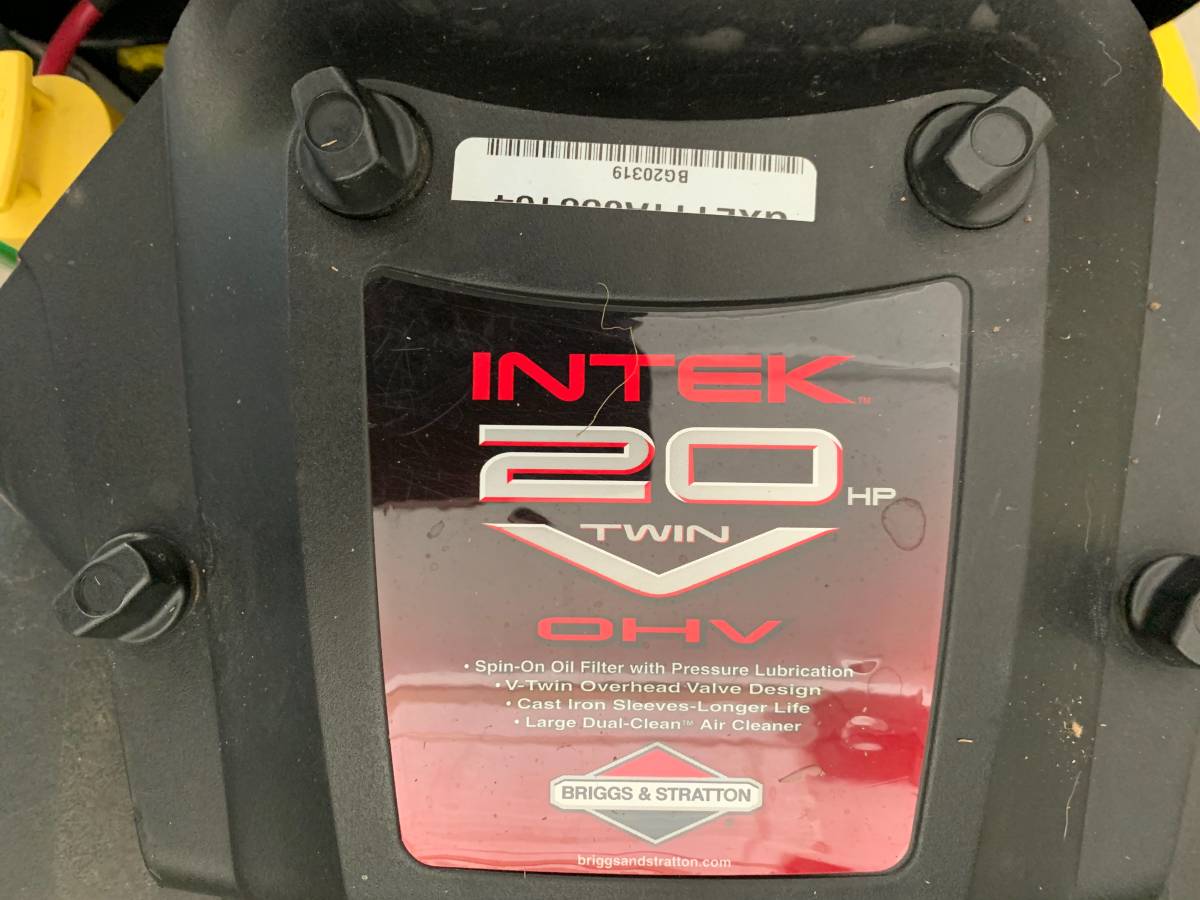 BG20319
INTEK™
20 HP
TWIN
OHV
• Spin-On Oil Filter with Pressure Lubrication
• V-Twin Overhead Valve Design
• Cast Iron Sleeves-Longer Life
• Large Dual-Clean™ Air Cleaner
BRIGGS & STRATTON
briggsandstratton.com